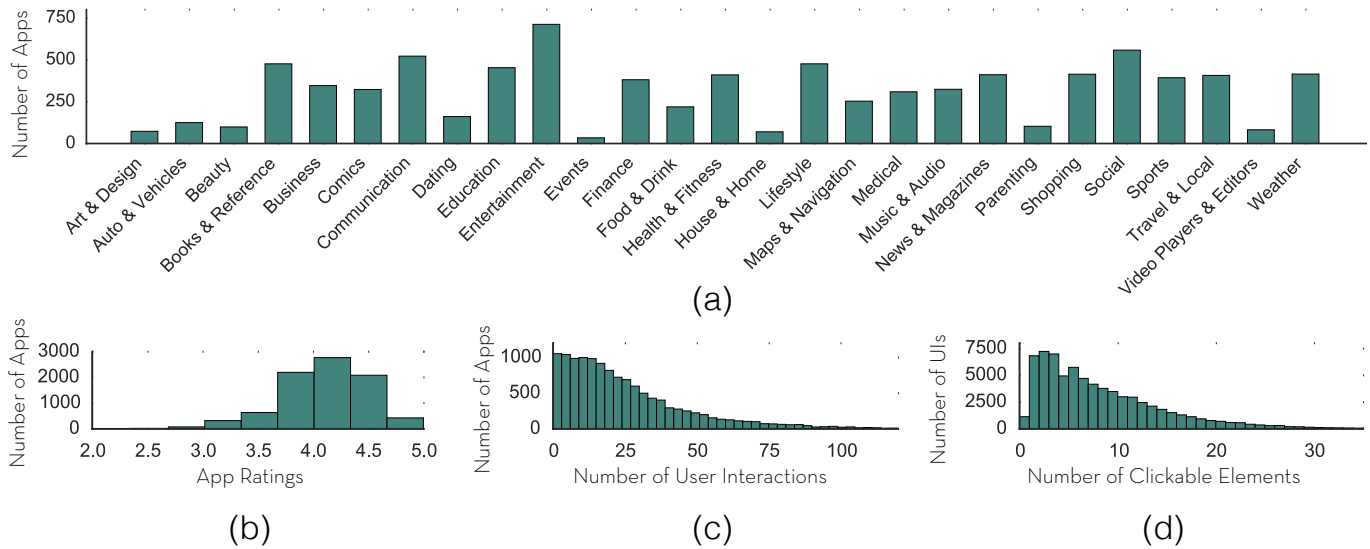 Number of Apps
750
500
250
0
Art & Design
Auto & Vehicles
Beauty
Books & Reference
Business
Comics
Communication
Dating
Education
Entertainment
Events
Finance
Food & Drink
Health & Fitness
House & Home
Lifestyle
Maps & Navigation
Medical
Music & Audio
News & Magazines
Parenting
Shopping
Social
Sports
Travel & Local
Video Players & Editors
Weather
(a)
Number of Apps
3000
2000
1000
0
2.0 2.5 3.0 3.5 4.0 4.5 5.0
App Ratings
(b)
Number of Apps
1000
500
0
0 25 50 75 100
Number of User Interactions
(c)
Number of UIs
7500
5000
2500
0
0 10 20 30
Number of Clickable Elements
(d)